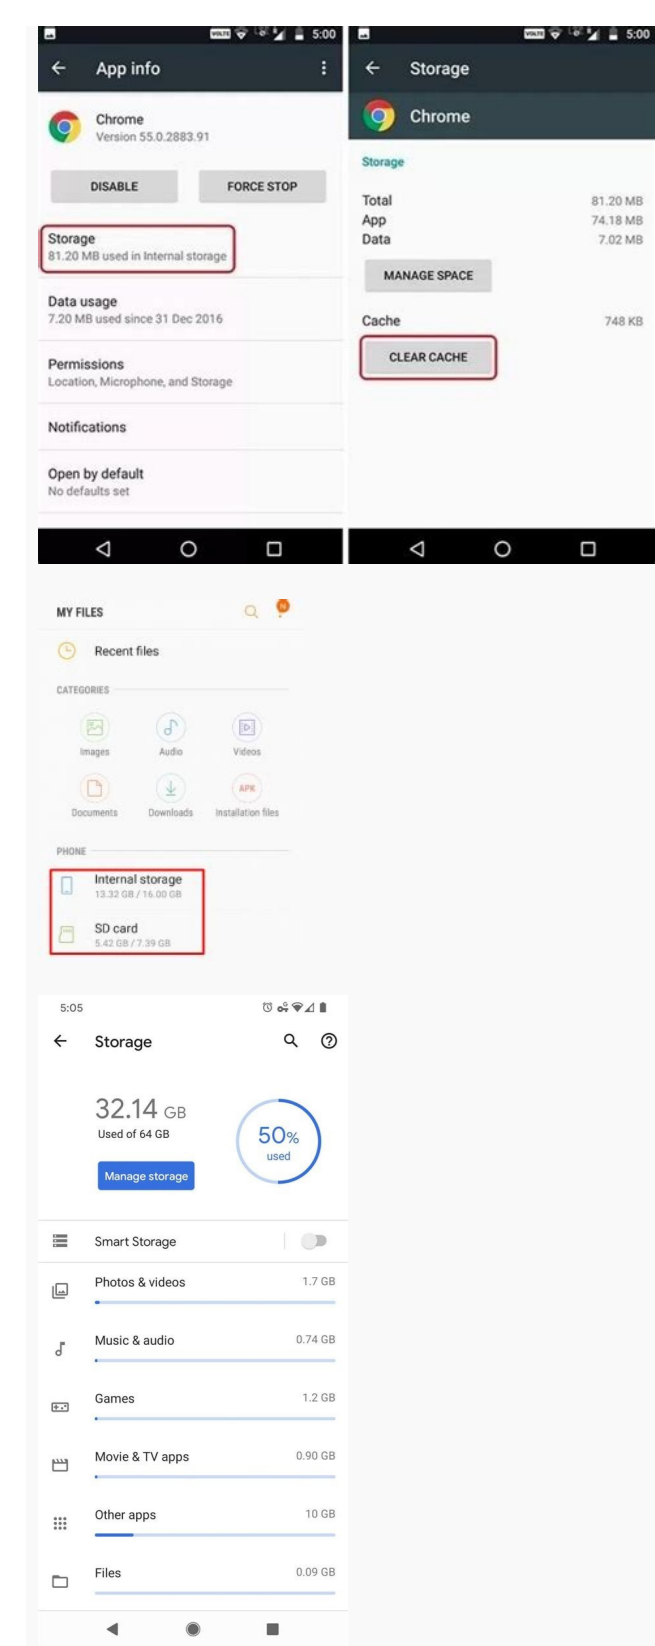 VOLTE 5:00
App info
Chrome
Version 55.0.2883.91
DISABLE FORCE STOP
Storage
81.20 MB used in Internal storage
Data usage
7.20 MB used since 31 Dec 2016
Permissions
Location, Microphone, and Storage
Notifications
Open by default
No defaults set
VOLTE 5:00
Storage
Chrome
Storage
Total 81.20 MB
App 74.18 MB
Data 7.02 MB
MANAGE SPACE
Cache 748 KB
CLEAR CACHE
MY FILES N
Recent files
CATEGORIES
Images Audio Videos
APK
Documents Downloads Installation files
PHONE
Internal storage
13.32 GB / 16.00 GB
SD card
5.42 GB / 7.39 GB
5:05
Storage
32.14 GB
Used of 64 GB
50%
used
Manage storage
Smart Storage
Photos & videos 1.7 GB
Music & audio 0.74 GB
Games 1.2 GB
Movie & TV apps 0.90 GB
Other apps 10 GB
Files 0.09 GB